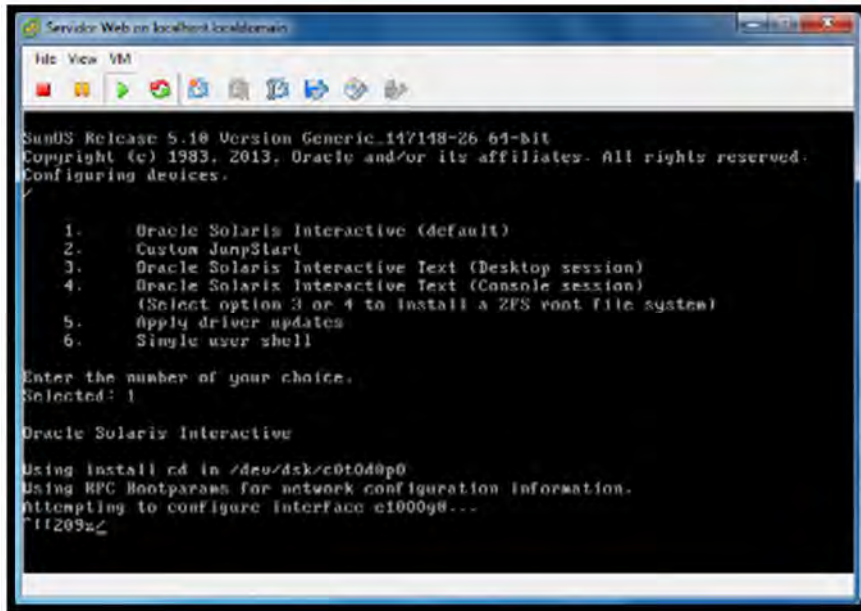 Servidor Web on localhost.localdomain
File View VM
SunOS Release 5.10 Version Generic_147148-26 64-bit
Copyright (c) 1983, 2013, Oracle and/or its affiliates. All rights reserved.
Configuring devices.
/
1. Oracle Solaris Interactive (default)
2. Custom JumpStart
3. Oracle Solaris Interactive Text (Desktop session)
4. Oracle Solaris Interactive Text (Console session)
(Select option 3 or 4 to install a ZFS root file system)
5. Apply driver updates
6. Single user shell
Enter the number of your choice.
Selected: 1
Oracle Solaris Interactive
Using install cd in /dev/dsk/c0t0d0p0
Using RPC Bootparams for network configuration information.
Attempting to configure interface e1000g0...